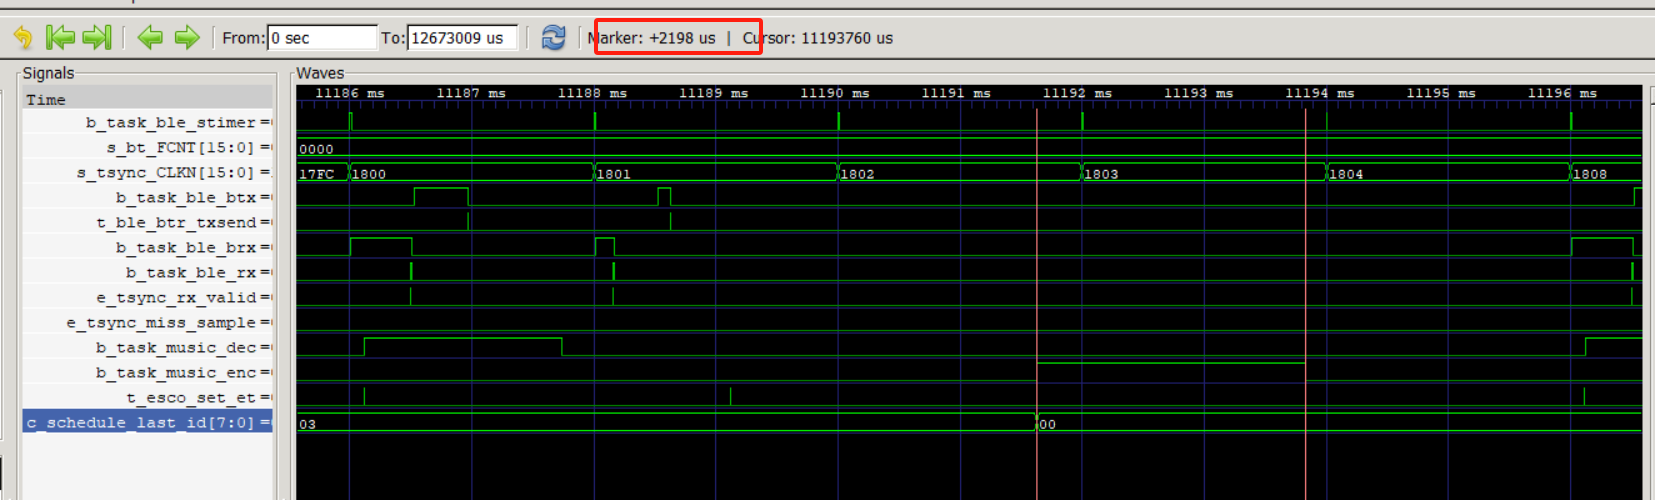 From: 0 sec To: 12673009 us Marker: +2198 us | Cursor: 11193760 us
Signals Waves
Time 11186 ms 11187 ms 11188 ms 11189 ms 11190 ms 11191 ms 11192 ms 11193 ms 11194 ms 11195 ms 11196 ms
b_task_ble_stimer =
s_bt_FCNT[15:0] = 0000
s_tsync_CLKN[15:0] = 17FC 1800 1801 1802 1803 1804 1808
b_task_ble_btx =
t_ble_btr_txsend =
b_task_ble_brx =
b_task_ble_rx =
e_tsync_rx_valid =
e_tsync_miss_sample =
b_task_music_dec =
b_task_music_enc =
t_esco_set_et =
c_schedule_last_id[7:0] = 03 00